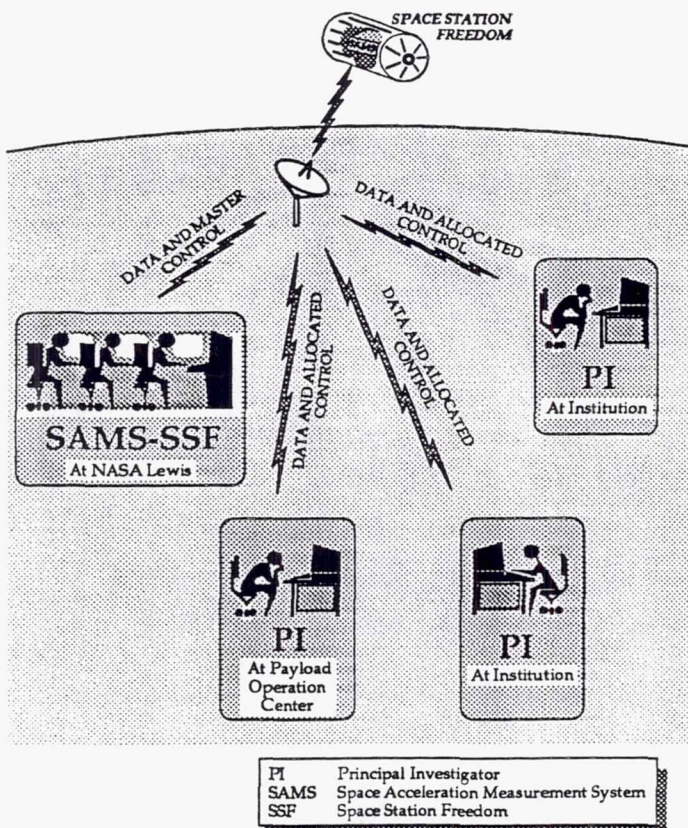 SPACE STATION
FREEDOM
SAMS
DATA AND MASTER
CONTROL
DATA AND ALLOCATED
CONTROL
DATA AND ALLOCATED
CONTROL
DATA AND ALLOCATED
CONTROL
PI
At Institution
SAMS-SSF
At NASA Lewis
PI
At Payload
Operation
Center
PI
At Institution
PI Principal Investigator
SAMS Space Acceleration Measurement System
SSF Space Station Freedom